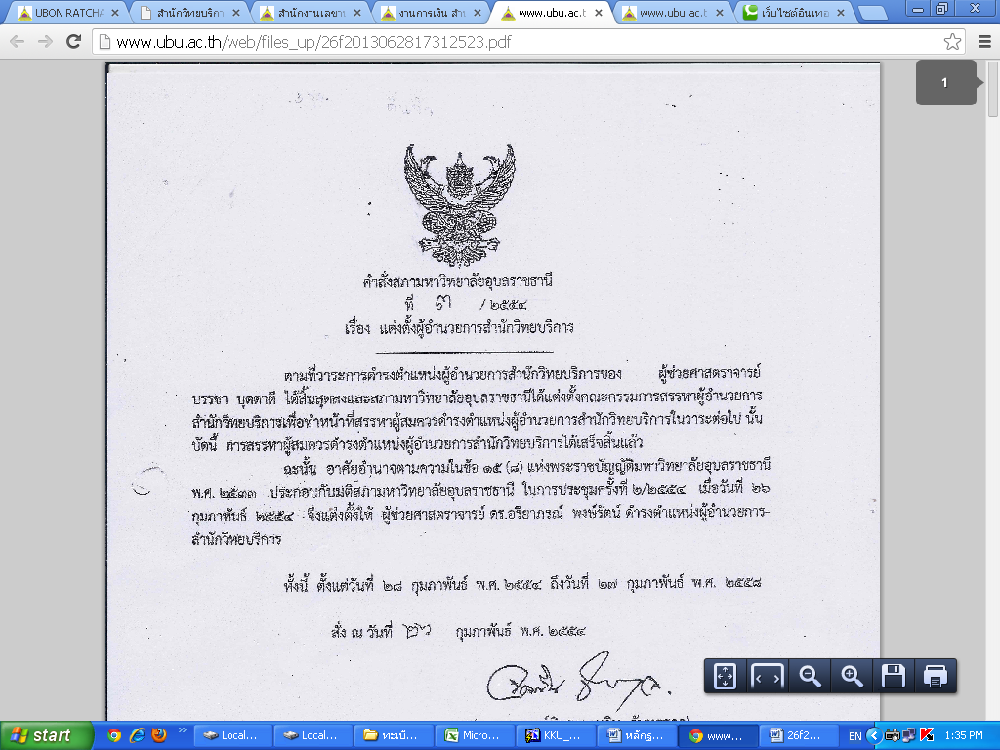 UBON RATCHA
สำนักวิทยบริก
สำนักงานเลขา
งานการเงิน สำ
www.ubu.ac.t
www.ubu.ac.t
เว็บไซต์อินเทอ
www.ubu.ac.th/web/files_up/26f2013062817312523.pdf
1
คำสั่งสภามหาวิทยาลัยอุบลราชธานี
ที่ ๓ / ๒๕๕๔
เรื่อง แต่งตั้งผู้อำนวยการสำนักวิทยบริการ
ตามที่วาระการดำรงตำแหน่งผู้อำนวยการสำนักวิทยบริการของ ผู้ช่วยศาสตราจารย์
บรรชา บุดดาดี ได้สิ้นสุดลงและสภามหาวิทยาลัยอุบลราชธานีได้แต่งตั้งคณะกรรมการสรรหาผู้อำนวยการ
สำนักวิทยบริการเพื่อทำหน้าที่สรรหาผู้สมควรดำรงตำแหน่งผู้อำนวยการสำนักวิทยบริการในวาระต่อไป นั้น
บัดนี้ การสรรหาผู้สมควรดำรงตำแหน่งผู้อำนวยการสำนักวิทยบริการได้เสร็จสิ้นแล้ว
ฉะนั้น อาศัยอำนาจตามความในข้อ ๑๕ (๘) แห่งพระราชบัญญัติมหาวิทยาลัยอุบลราชธานี
พ.ศ. ๒๕๓๓ ประกอบกับมติสภามหาวิทยาลัยอุบลราชธานี ในการประชุมครั้งที่ ๒/๒๕๕๔ เมื่อวันที่ ๒๖
กุมภาพันธ์ ๒๕๕๔ จึงแต่งตั้งให้ ผู้ช่วยศาสตราจารย์ ดร.อริยาภรณ์ พงษ์รัตน์ ดำรงตำแหน่งผู้อำนวยการ-
สำนักวิทยบริการ
ทั้งนี้ ตั้งแต่วันที่ ๒๘ กุมภาพันธ์ พ.ศ. ๒๕๕๔ ถึงวันที่ ๒๗ กุมภาพันธ์ พ.ศ. ๒๕๕๘
สั่ง ณ วันที่ ๒๖ กุมภาพันธ์ พ.ศ. ๒๕๕๔
start
Local...
Local...
ทะเบี...
Micro...
KKU_...
หลักฐ...
www...
26f2...
EN
1:35 PM